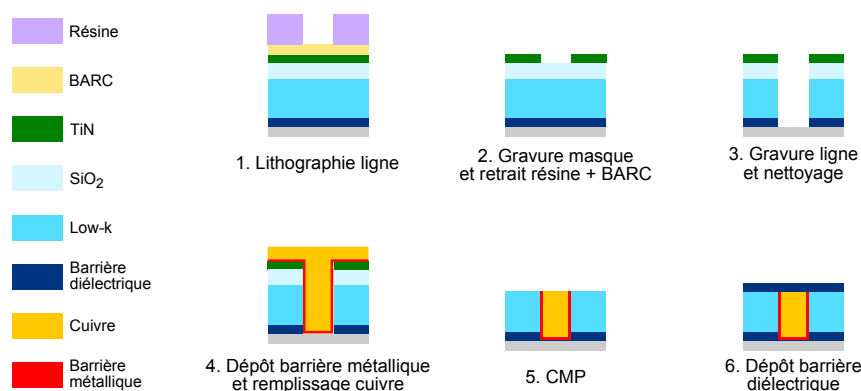 Résine
BARC
TiN
SiO2
Low-k
Barrière
diélectrique
Cuivre
Barrière
métallique
1. Lithographie ligne
2. Gravure masque
et retrait résine + BARC
3. Gravure ligne
et nettoyage
4. Dépôt barrière métallique
et remplissage cuivre
5. CMP
6. Dépôt barrière
diélectrique